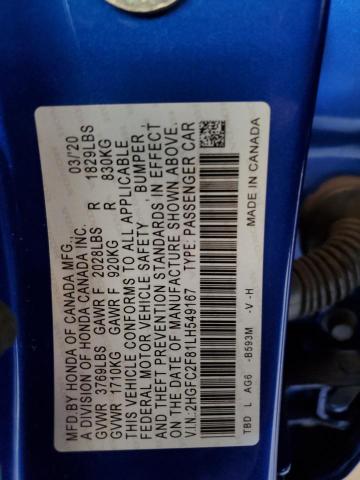 MFD.BY HONDA OF CANADA MFG., 03/'20
A DIVISION OF HONDA CANADA INC.
GVWR 3769LBS GAWR F 2028LBS R 1829LBS
GVWR 1710KG GAWR F 920KG R 830KG
THIS VEHICLE CONFORMS TO ALL APPLICABLE
FEDERAL MOTOR VEHICLE SAFETY, BUMPER,
AND THEFT PREVENTION STANDARDS IN EFFECT
ON THE DATE OF MANUFACTURE SHOWN ABOVE.
V.I.N.:2HGFC2F81LH549167 TYPE: PASSENGER CAR
TBD L AG6 -B593M -V-H MADE IN CANADA